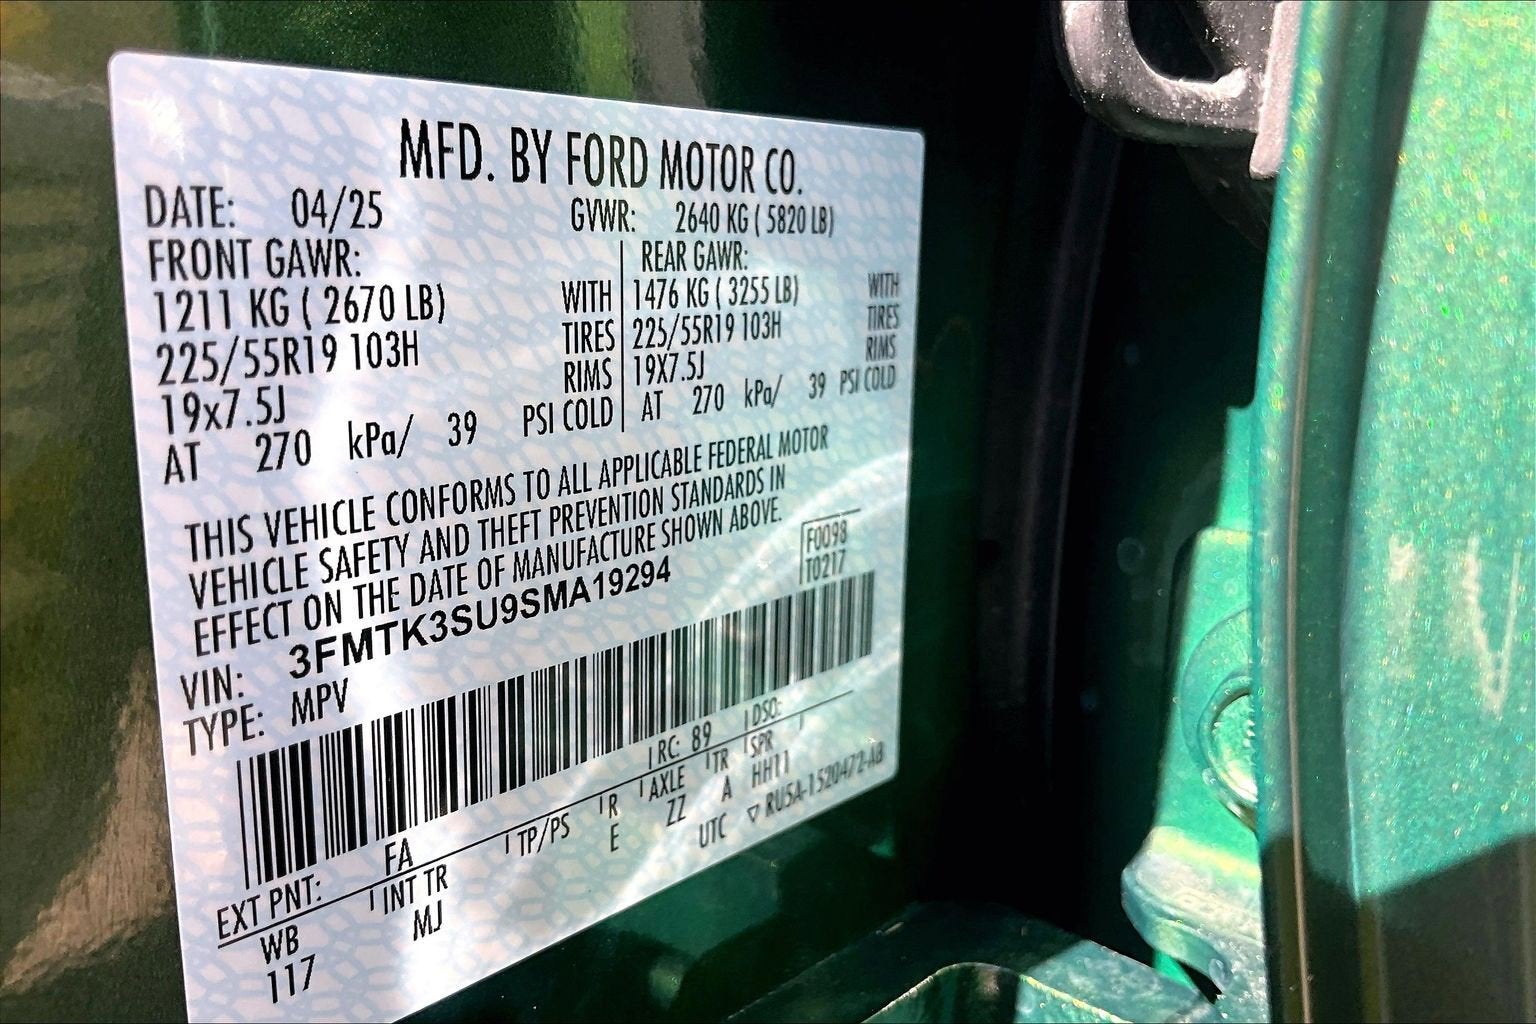 MFD. BY FORD MOTOR CO.
DATE: 04/25 GVWR: 2640 KG ( 5820 LB)
FRONT GAWR: REAR GAWR:
1211 KG ( 2670 LB) WITH 1476 KG ( 3255 LB) WITH
225/55R19 103H TIRES 225/55R19 103H TIRES
19x7.5J RIMS 19X7.5J RIMS
AT 270 kPa/ 39 PSI COLD AT 270 kPa/ 39 PSI COLD
THIS VEHICLE CONFORMS TO ALL APPLICABLE FEDERAL MOTOR
VEHICLE SAFETY AND THEFT PREVENTION STANDARDS IN
EFFECT ON THE DATE OF MANUFACTURE SHOWN ABOVE.
F0098
T0217
VIN: 3FMTK3SU9SMA19294
TYPE: MPV
EXT PNT: FA RC: 89 DSO:
WB INT TR TP/PS R AXLE TR SPR
117 MJ E ZZ A HH11
UTC ▽ RU5A-1520472-AB